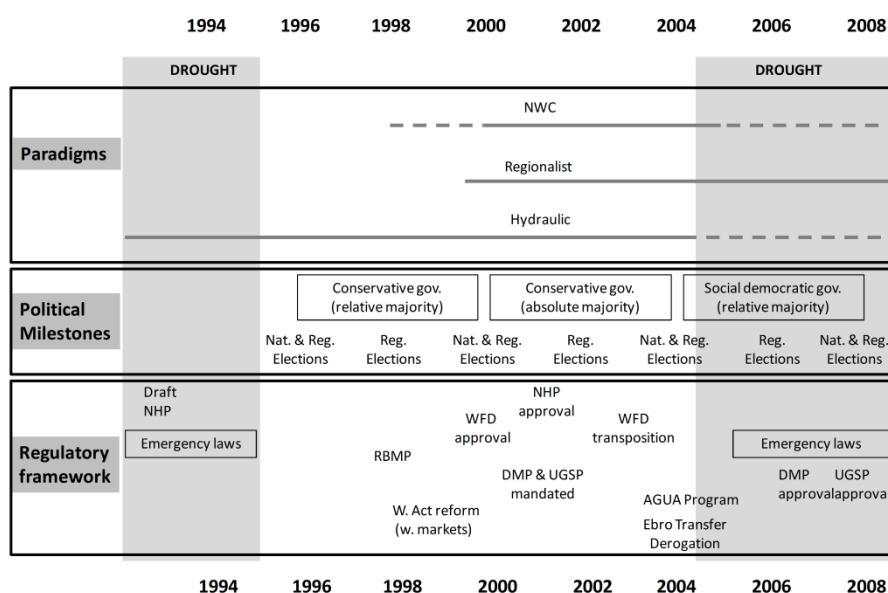 1994 1996 1998 2000 2002 2004 2006 2008
DROUGHT DROUGHT
NWC
Paradigms
Regionalist
Hydraulic
Conservative gov.
(relative majority)
Conservative gov.
(absolute majority)
Social democratic gov.
(relative majority)
Political
Milestones
Nat. & Reg.
Elections
Reg.
Elections
Nat. & Reg.
Elections
Reg.
Elections
Nat. & Reg.
Elections
Reg.
Elections
Nat. & Reg.
Elections
Draft
NHP
NHP
approval
WFD
approval
WFD
transposition
Emergency laws
Emergency laws
Regulatory
framework
RBMP
DMP & UGSP
mandated
DMP
approval
UGSP
approval
W. Act reform
(w. markets)
AGUA Program
Ebro Transfer
Derogation
1994 1996 1998 2000 2002 2004 2006 2008